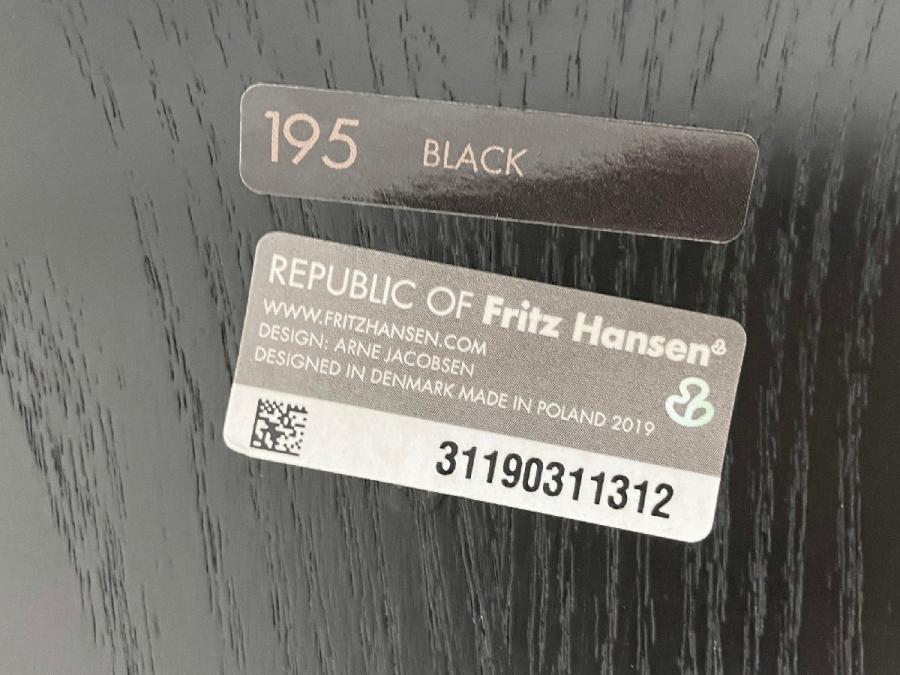 195 BLACK
REPUBLIC OF Fritz Hansen
WWW.FRITZHANSEN.COM
DESIGN: ARNE JACOBSEN
DESIGNED IN DENMARK MADE IN POLAND 2019
31190311312